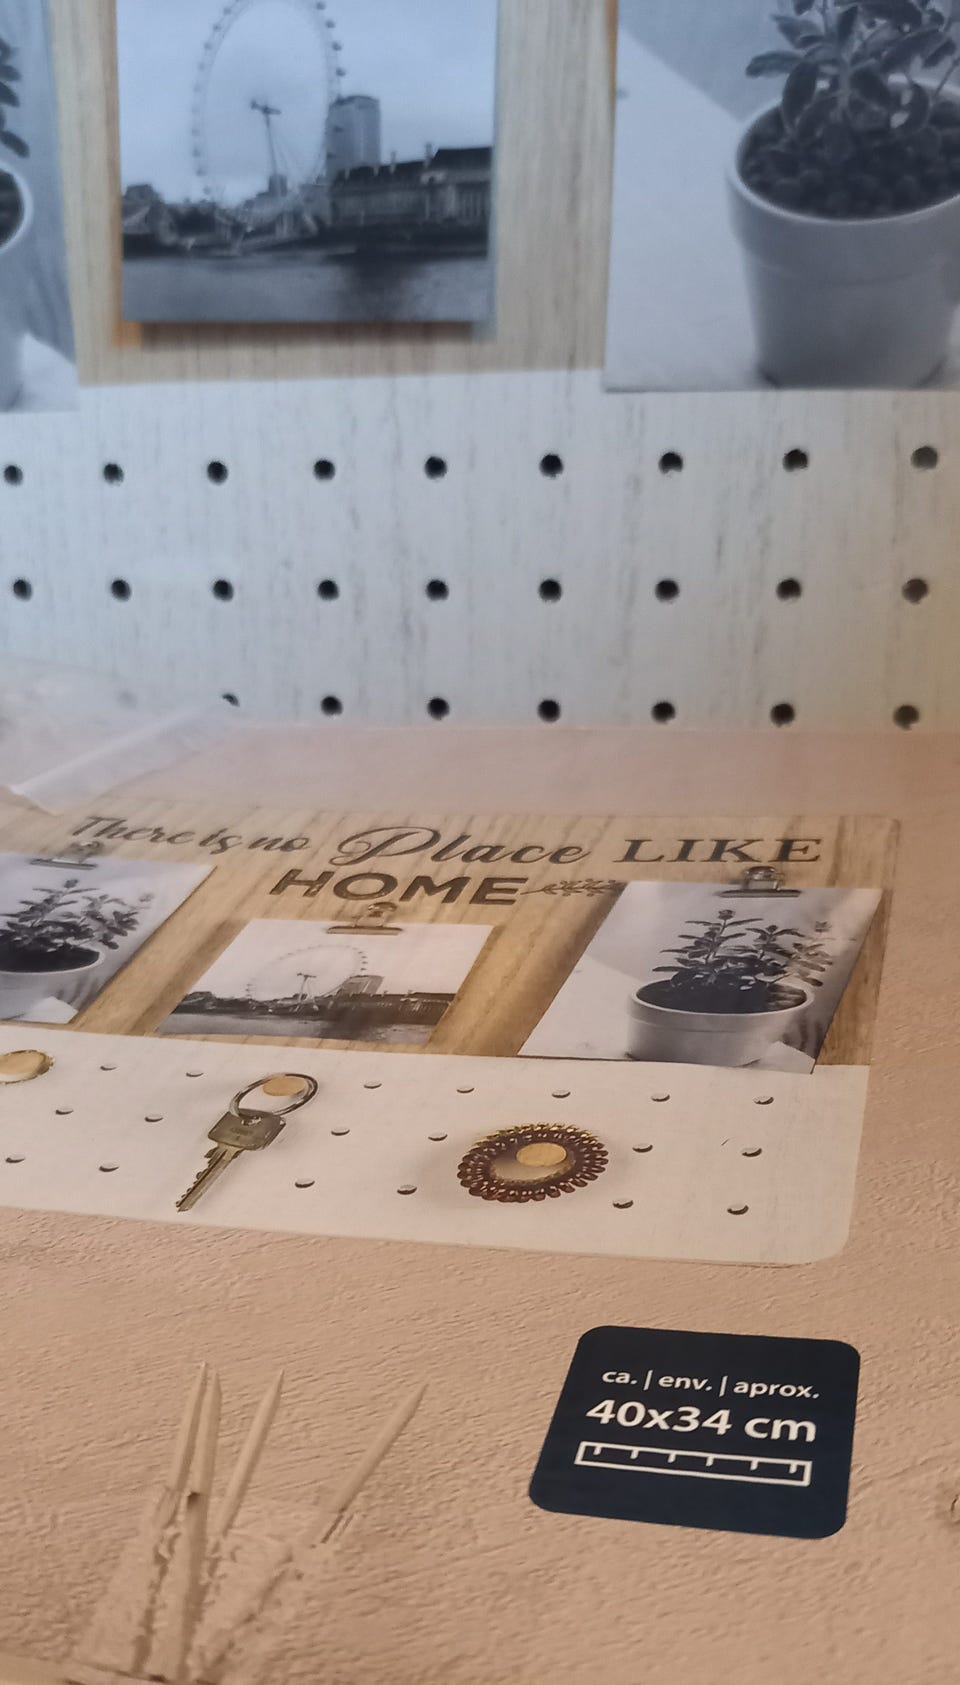 There is no Place LIKE
HOME
ca. | env. | aprox.
40x34 cm